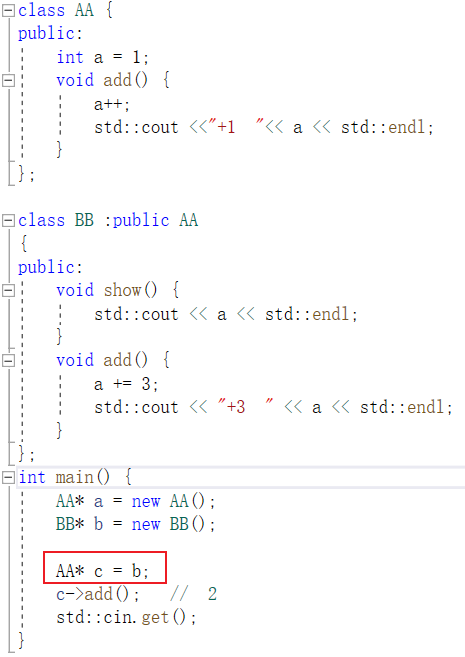 class AA {
public:
    int a = 1;
    void add() {
        a++;
        std::cout <<"+1  "<< a << std::endl;
    }
};

class BB :public AA
{
public:
    void show() {
        std::cout << a << std::endl;
    }
    void add() {
        a += 3;
        std::cout << "+3  " << a << std::endl;
    }
};
int main() {
    AA* a = new AA();
    BB* b = new BB();

    AA* c = b;
    c->add();   //  2
    std::cin.get();
}